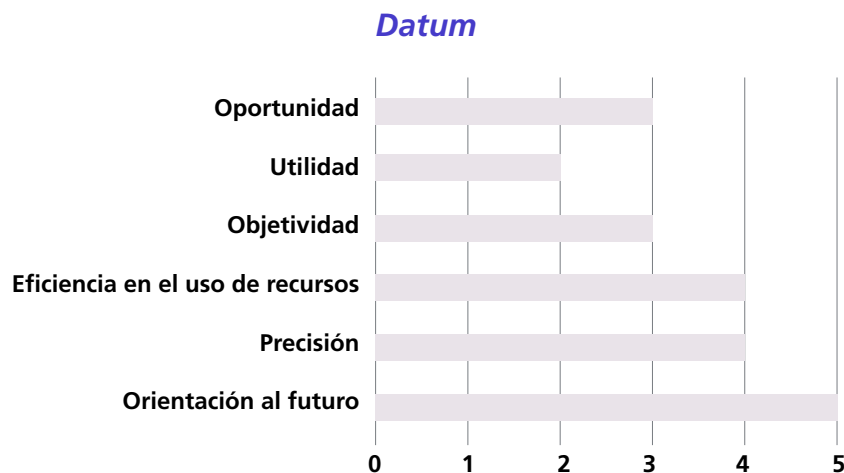 Datum
Oportunidad
Utilidad
Objetividad
Eficiencia en el uso de recursos
Precisión
Orientación al futuro
0 1 2 3 4 5